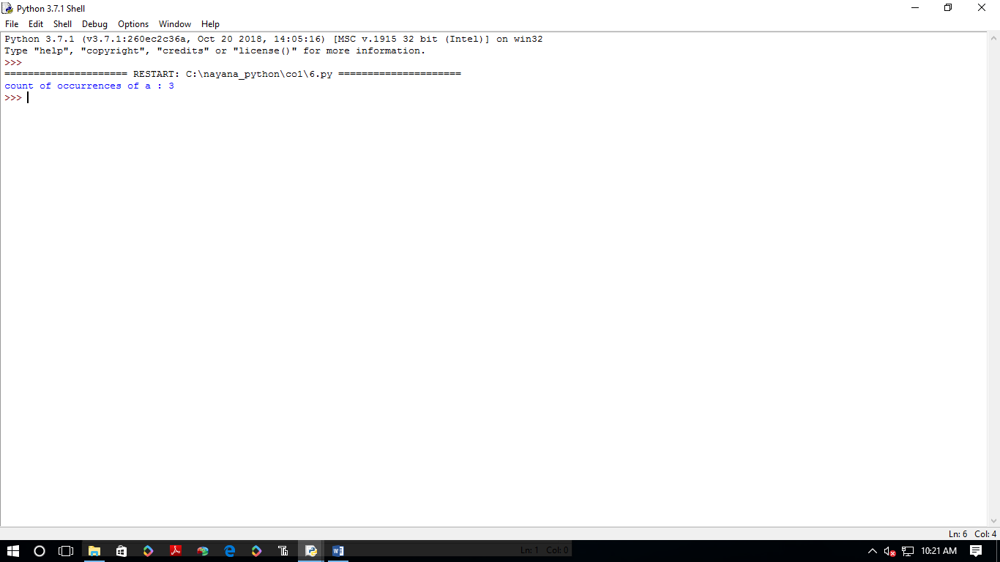 Python 3.7.1 Shell
File Edit Shell Debug Options Window Help
Python 3.7.1 (v3.7.1:260ec2c36a, Oct 20 2018, 14:05:16) [MSC v.1915 32 bit (Intel)] on win32
Type "help", "copyright", "credits" or "license()" for more information.
>>>
===================== RESTART: C:\nayana_python\co1\6.py =====================
count of occurrences of a : 3
>>>
Ln: 6 Col: 4
Ln: 1 Col: 0
10:21 AM